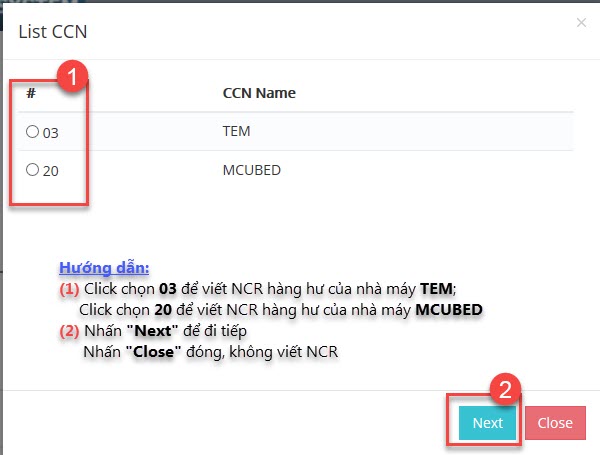 SYSTEM
List CCN
×
1
# CCN Name
03 TEM
20 MCUBED
Hướng dẫn:
(1) Click chọn 03 để viết NCR hàng hư của nhà máy TEM;
Click chọn 20 để viết NCR hàng hư của nhà máy MCUBED
(2) Nhấn "Next" để đi tiếp
Nhấn "Close" đóng, không viết NCR
2
Next Close